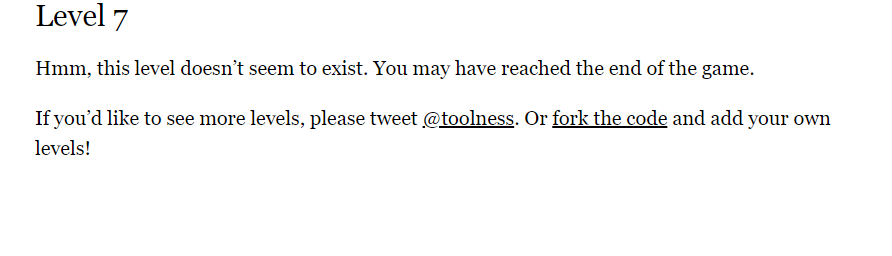 Level 7
Hmm, this level doesn’t seem to exist. You may have reached the end of the game.
If you’d like to see more levels, please tweet @toolness. Or fork the code and add your own
levels!